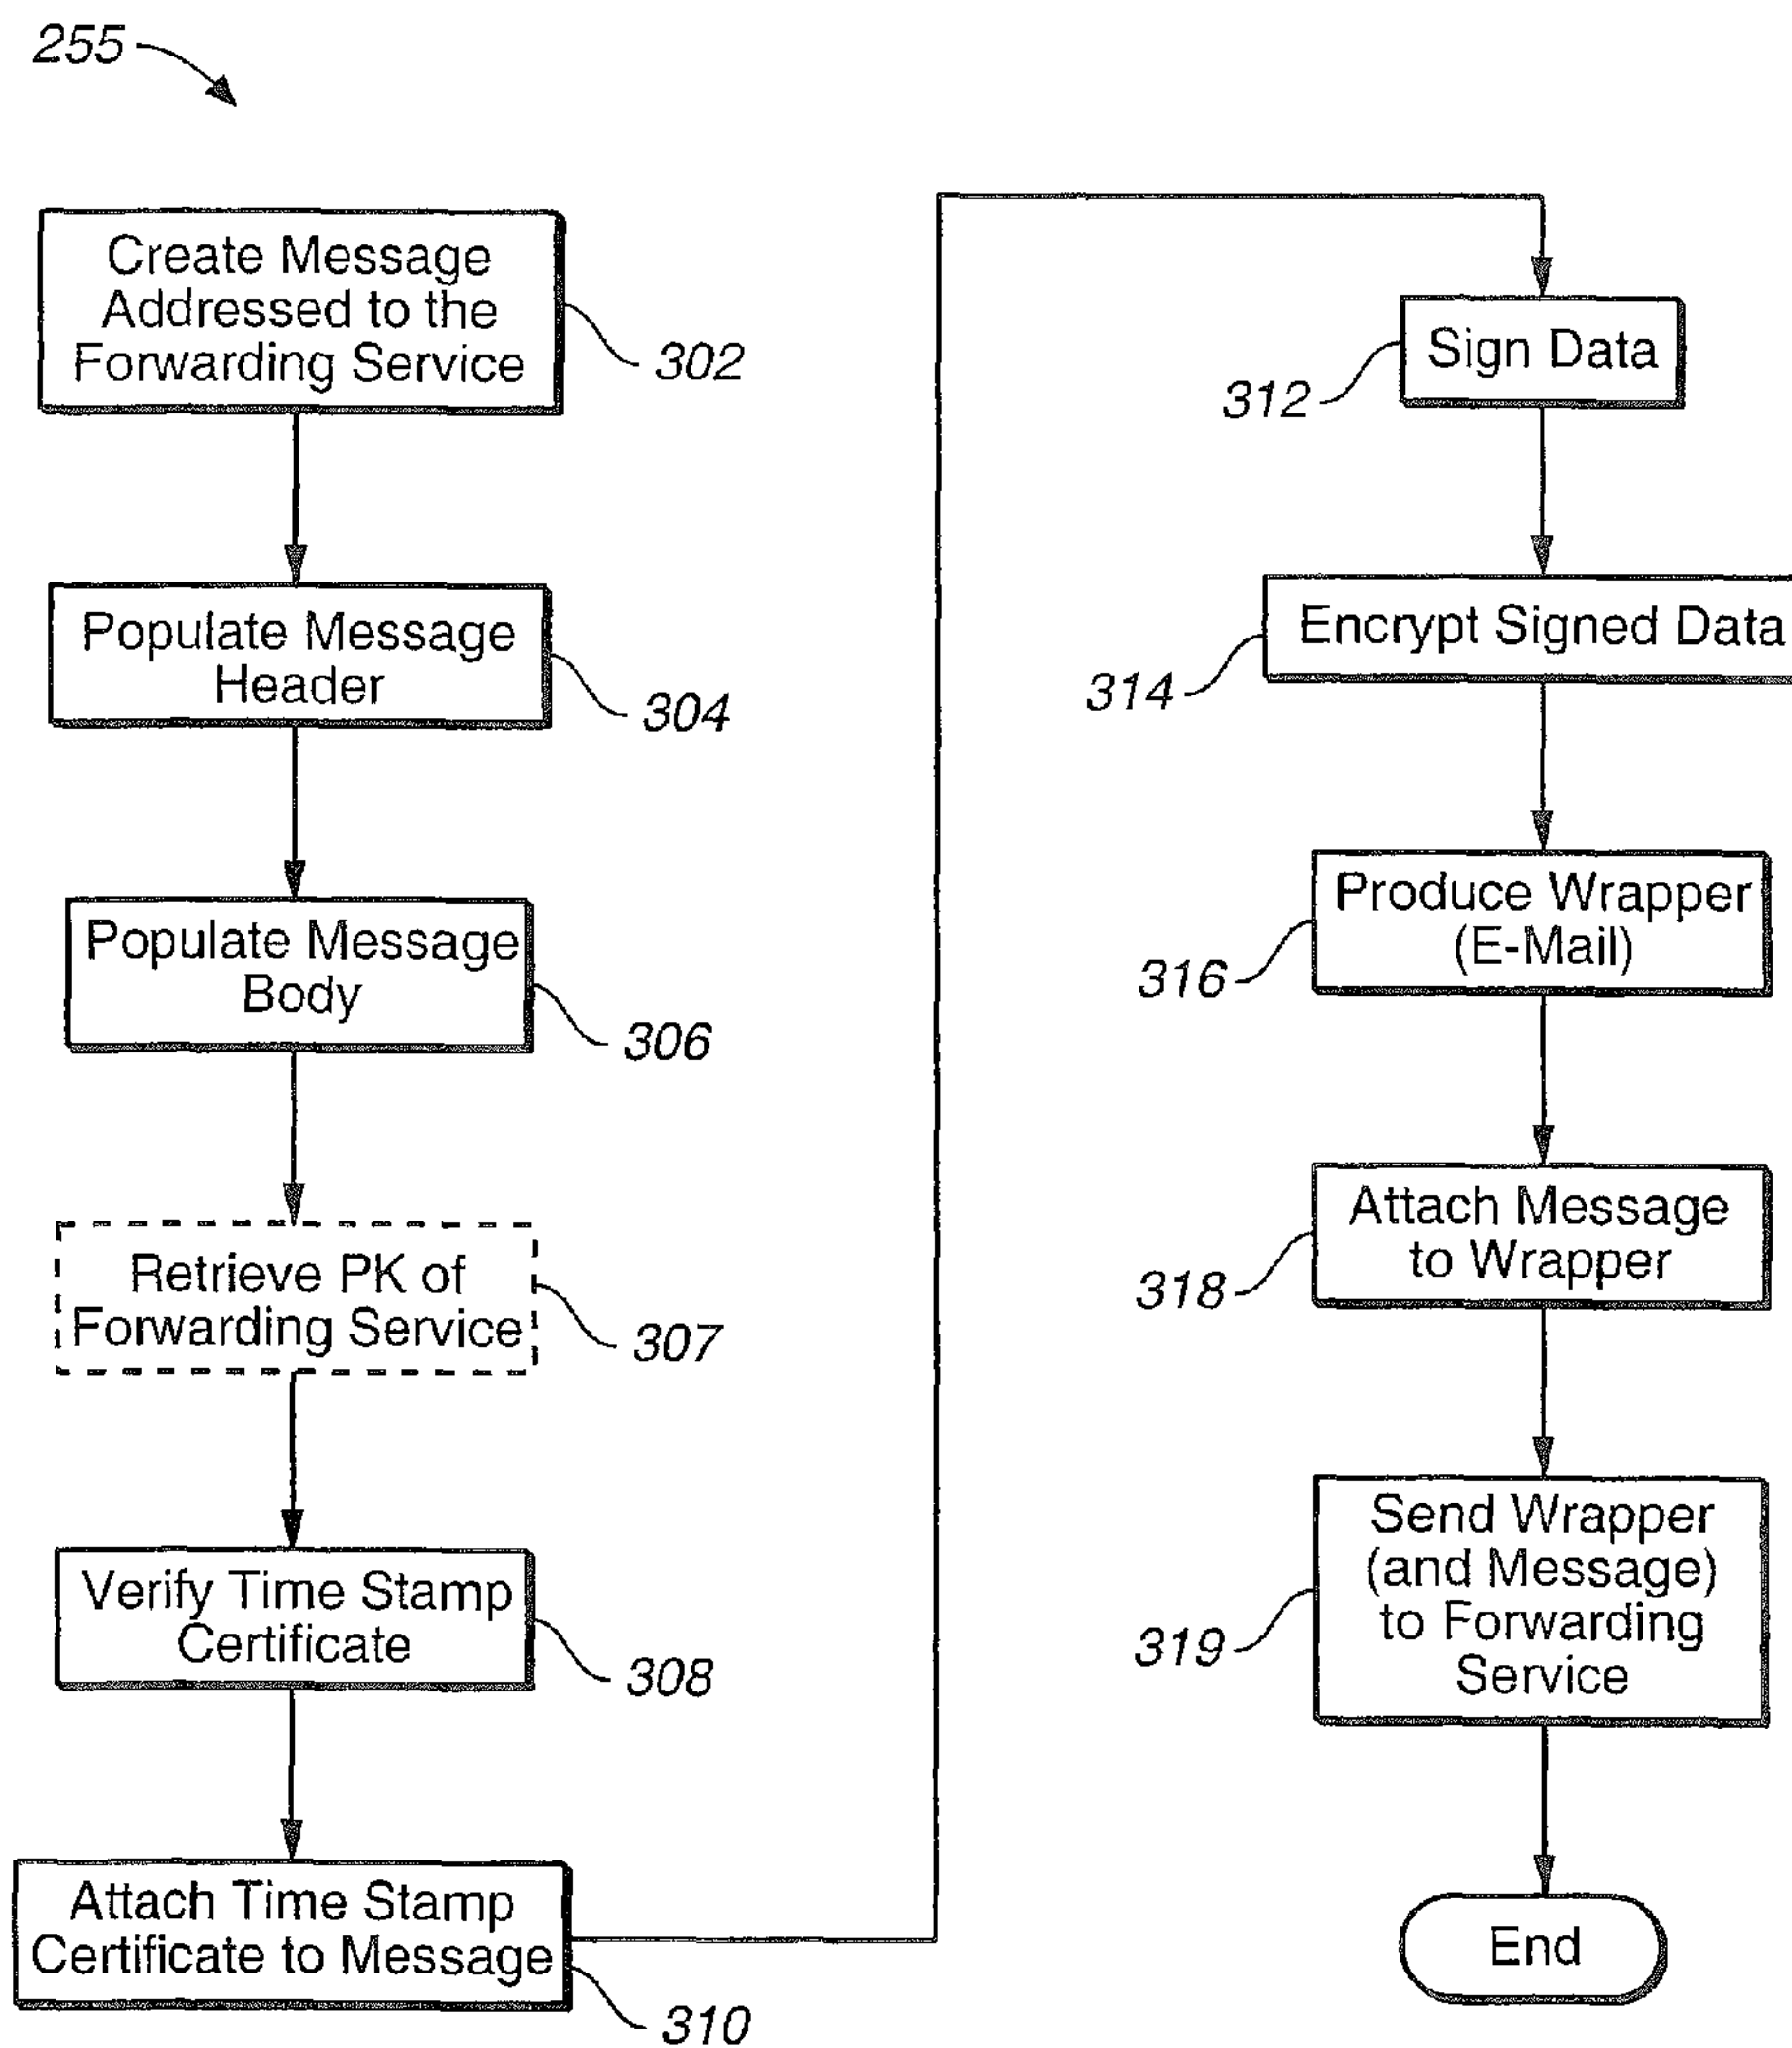 255
Create Message
Addressed to the
Forwarding Service
302
Populate Message
Header
304
Populate Message
Body
306
Retrieve PK of
Forwarding Service
307
Verify Time Stamp
Certificate
308
Attach Time Stamp
Certificate to Message
310
Sign Data
312
Encrypt Signed Data
314
Produce Wrapper
(E-Mail)
316
Attach Message
to Wrapper
318
Send Wrapper
(and Message)
to Forwarding
Service
319
End